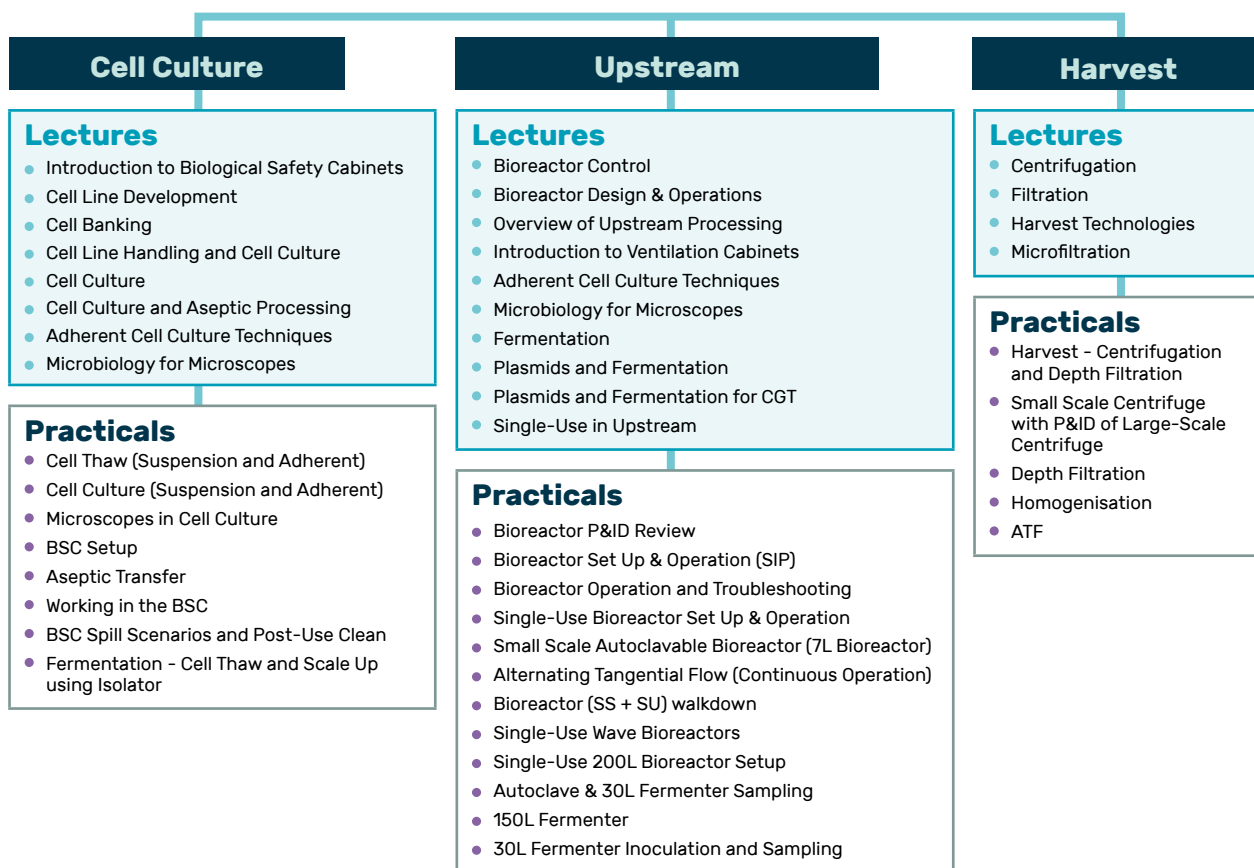 Cell Culture
Lectures
Introduction to Biological Safety Cabinets
Cell Line Development
Cell Banking
Cell Line Handling and Cell Culture
Cell Culture
Cell Culture and Aseptic Processing
Adherent Cell Culture Techniques
Microbiology for Microscopes
Practicals
Cell Thaw (Suspension and Adherent)
Cell Culture (Suspension and Adherent)
Microscopes in Cell Culture
BSC Setup
Aseptic Transfer
Working in the BSC
BSC Spill Scenarios and Post-Use Clean
Fermentation - Cell Thaw and Scale Up
using Isolator
Upstream
Lectures
Bioreactor Control
Bioreactor Design & Operations
Overview of Upstream Processing
Introduction to Ventilation Cabinets
Adherent Cell Culture Techniques
Microbiology for Microscopes
Fermentation
Plasmids and Fermentation
Plasmids and Fermentation for CGT
Single-Use in Upstream
Practicals
Bioreactor P&ID Review
Bioreactor Set Up & Operation (SIP)
Bioreactor Operation and Troubleshooting
Single-Use Bioreactor Set Up & Operation
Small Scale Autoclavable Bioreactor (7L Bioreactor)
Alternating Tangential Flow (Continuous Operation)
Bioreactor (SS + SU) walkdown
Single-Use Wave Bioreactors
Single-Use 200L Bioreactor Setup
Autoclave & 30L Fermenter Sampling
150L Fermenter
30L Fermenter Inoculation and Sampling
Harvest
Lectures
Centrifugation
Filtration
Harvest Technologies
Microfiltration
Practicals
Harvest - Centrifugation
and Depth Filtration
Small Scale Centrifuge
with P&ID of Large-Scale
Centrifuge
Depth Filtration
Homogenisation
ATF